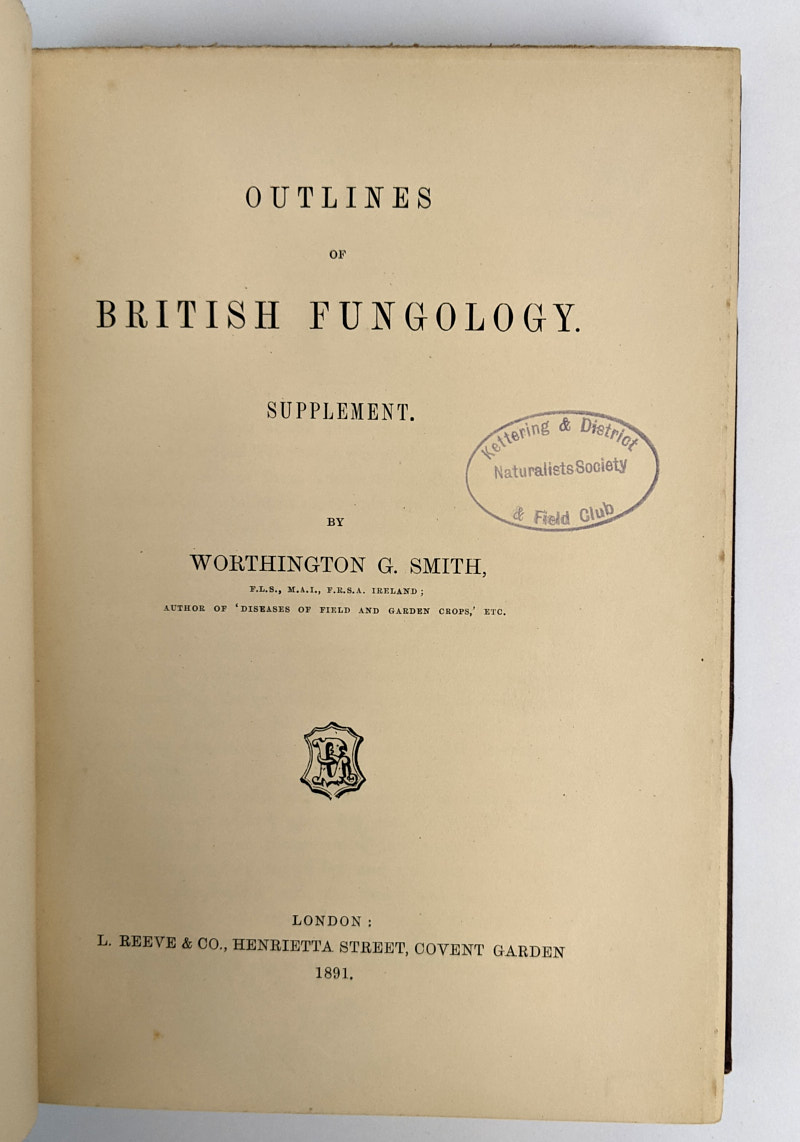 OUTLINES
OF
BRITISH FUNGOLOGY.
SUPPLEMENT.
Kettering & District
Naturalists Society
& Field Club
BY
WORTHINGTON G. SMITH,
F.L.S., M.A.I., F.R.S.A. IRELAND;
AUTHOR OF 'DISEASES OF FIELD AND GARDEN CROPS,' ETC.
LONDON:
L. REEVE & CO., HENRIETTA STREET, COVENT GARDEN
1891.